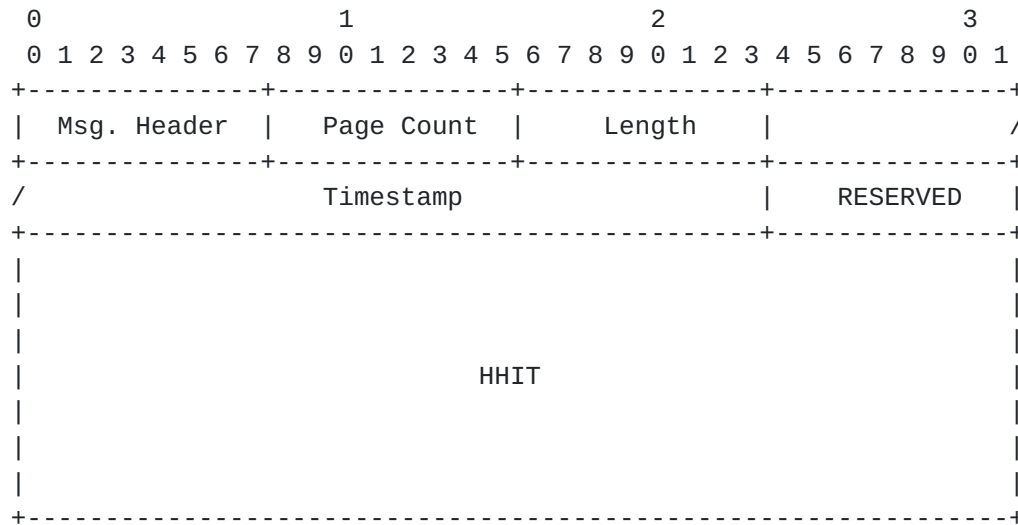 0                   1                   2                   3
0 1 2 3 4 5 6 7 8 9 0 1 2 3 4 5 6 7 8 9 0 1 2 3 4 5 6 7 8 9 0 1
+---------------+---------------+---------------+---------------+
|  Msg. Header  |   Page Count  |     Length    |               /
+---------------+---------------+---------------+---------------+
/                   Timestamp                   |    RESERVED   |
+-----------------------------------------------+---------------+
|                                                               |
|                                                               |
|                                                               |
|                             HHIT                              |
|                                                               |
|                                                               |
|                                                               |
+---------------------------------------------------------------+